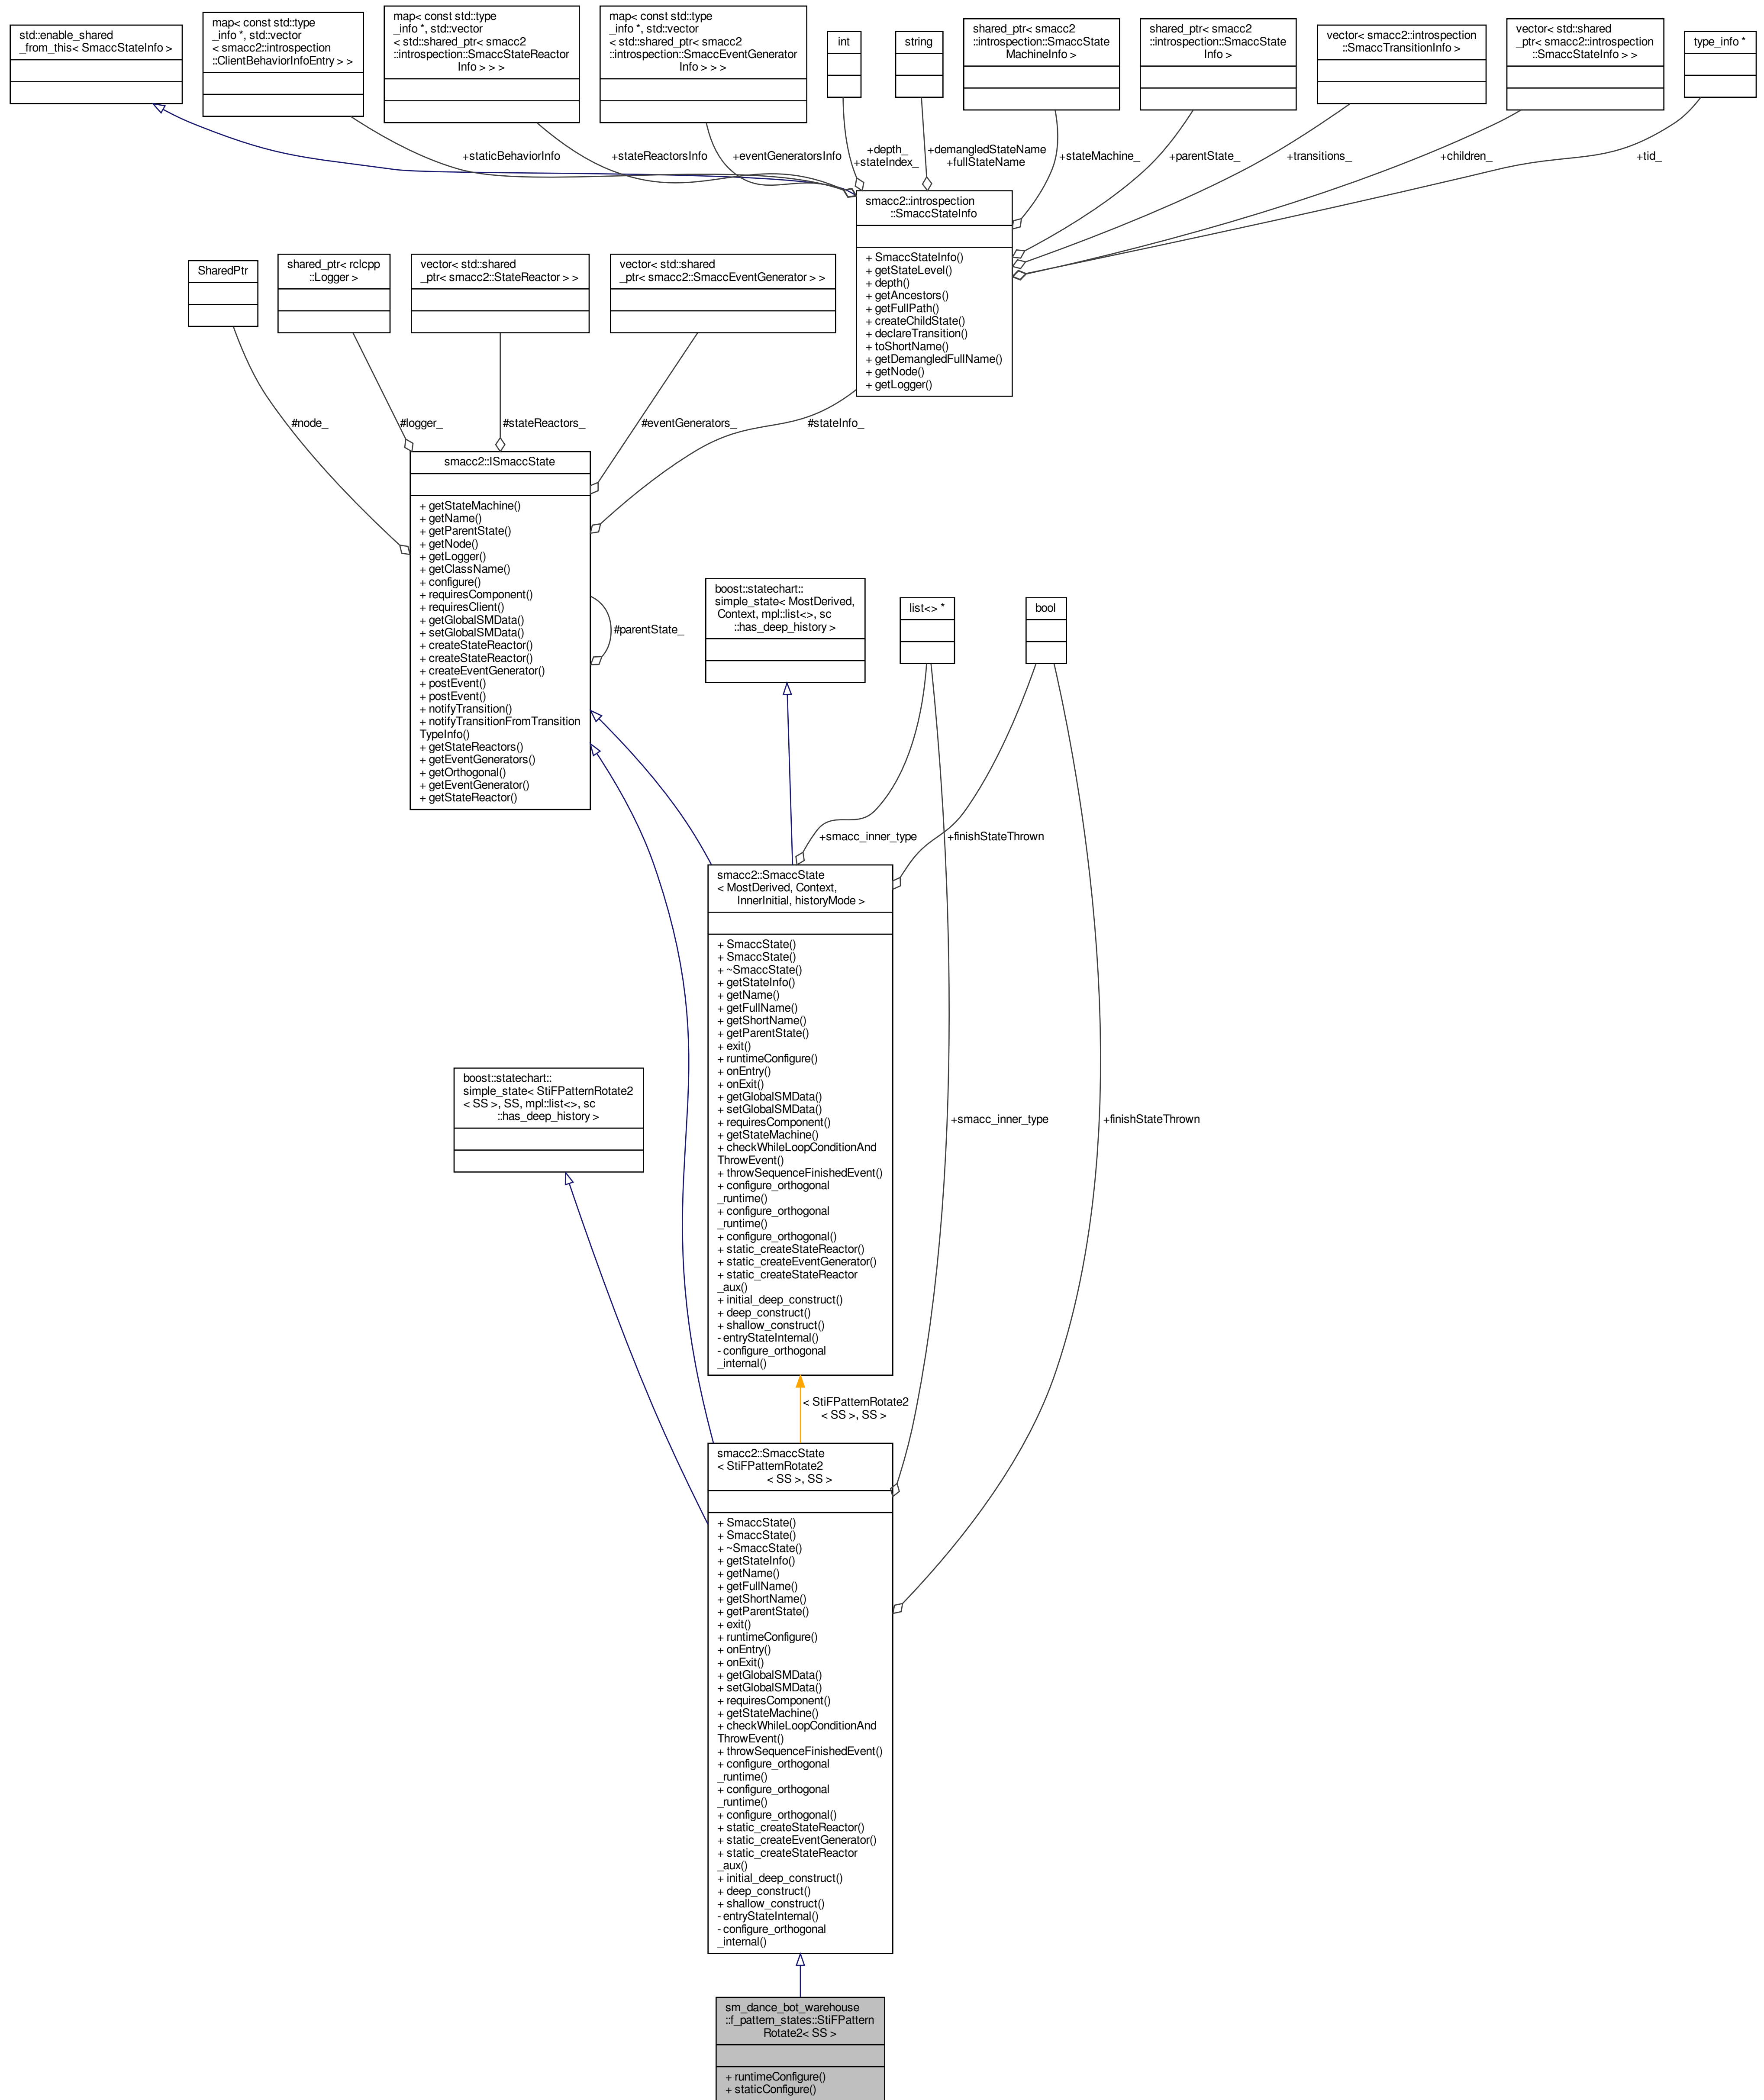 std::enable_shared
_from_this< SmaccStateInfo >
map< const std::type
_info *, std::vector
< smacc2::introspection
::ClientBehaviorInfoEntry > >
map< const std::type
_info *, std::vector
< std::shared_ptr< smacc2
::introspection::SmaccStateReactor
Info > > >
map< const std::type
_info *, std::vector
< std::shared_ptr< smacc2
::introspection::SmaccEventGenerator
Info > > >
int
string
shared_ptr< smacc2
::introspection::SmaccState
MachineInfo >
shared_ptr< smacc2
::introspection::SmaccState
Info >
vector< smacc2::introspection
::SmaccTransitionInfo >
vector< std::shared
_ptr< smacc2::introspection
::SmaccStateInfo > >
type_info *
+staticBehaviorInfo
+stateReactorsInfo
+eventGeneratorsInfo
+depth_
+stateIndex_
+demangledStateName
+fullStateName
+stateMachine_
+parentState_
+transitions_
+children_
+tid_
smacc2::introspection
::SmaccStateInfo
+ SmaccStateInfo()
+ getStateLevel()
+ depth()
+ getAncestors()
+ getFullPath()
+ createChildState()
+ declareTransition()
+ toShortName()
+ getDemangledFullName()
+ getNode()
+ getLogger()
SharedPtr
shared_ptr< rclcpp
::Logger >
vector< std::shared
_ptr< smacc2::StateReactor > >
vector< std::shared
_ptr< smacc2::SmaccEventGenerator > >
#node_
#logger_
#stateReactors_
#eventGenerators_
#stateInfo_
smacc2::ISmaccState
+ getStateMachine()
+ getName()
+ getParentState()
+ getNode()
+ getLogger()
+ getClassName()
+ configure()
+ requiresComponent()
+ requiresClient()
+ getGlobalSMData()
+ setGlobalSMData()
+ createStateReactor()
+ createStateReactor()
+ createEventGenerator()
+ postEvent()
+ postEvent()
+ notifyTransition()
+ notifyTransitionFromTransition
TypeInfo()
+ getStateReactors()
+ getEventGenerators()
+ getOrthogonal()
+ getEventGenerator()
+ getStateReactor()
#parentState_
boost::statechart::
simple_state< MostDerived,
Context, mpl::list<>, sc
::has_deep_history >
list<> *
bool
+smacc_inner_type
+finishStateThrown
smacc2::SmaccState
< MostDerived, Context,
InnerInitial, historyMode >
+ SmaccState()
+ SmaccState()
+ ~SmaccState()
+ getStateInfo()
+ getName()
+ getFullName()
+ getShortName()
+ getParentState()
+ exit()
+ runtimeConfigure()
+ onEntry()
+ onExit()
+ getGlobalSMData()
+ setGlobalSMData()
+ requiresComponent()
+ getStateMachine()
+ checkWhileLoopConditionAnd
ThrowEvent()
+ throwSequenceFinishedEvent()
+ configure_orthogonal
_runtime()
+ configure_orthogonal
_runtime()
+ configure_orthogonal()
+ static_createStateReactor()
+ static_createEventGenerator()
+ static_createStateReactor
_aux()
+ initial_deep_construct()
+ deep_construct()
+ shallow_construct()
- entryStateInternal()
- configure_orthogonal
_internal()
boost::statechart::
simple_state< StiFPatternRotate2
< SS >, SS, mpl::list<>, sc
::has_deep_history >
+smacc_inner_type
+finishStateThrown
< StiFPatternRotate2
< SS >, SS >
smacc2::SmaccState
< StiFPatternRotate2
< SS >, SS >
+ SmaccState()
+ SmaccState()
+ ~SmaccState()
+ getStateInfo()
+ getName()
+ getFullName()
+ getShortName()
+ getParentState()
+ exit()
+ runtimeConfigure()
+ onEntry()
+ onExit()
+ getGlobalSMData()
+ setGlobalSMData()
+ requiresComponent()
+ getStateMachine()
+ checkWhileLoopConditionAnd
ThrowEvent()
+ throwSequenceFinishedEvent()
+ configure_orthogonal
_runtime()
+ configure_orthogonal
_runtime()
+ configure_orthogonal()
+ static_createStateReactor()
+ static_createEventGenerator()
+ static_createStateReactor
_aux()
+ initial_deep_construct()
+ deep_construct()
+ shallow_construct()
- entryStateInternal()
- configure_orthogonal
_internal()
sm_dance_bot_warehouse
::f_pattern_states::StiFPattern
Rotate2< SS >
+ runtimeConfigure()
+ staticConfigure()